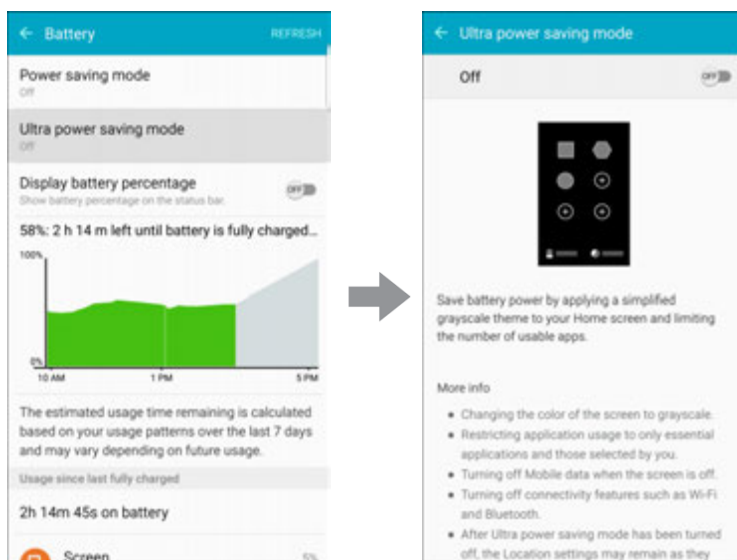 Battery
REFRESH
Power saving mode
Off
Ultra power saving mode
Off
Display battery percentage
Show battery percentage on the status bar.
OFF
58%: 2 h 14 m left until battery is fully charged...
100%
0%
10 AM
1 PM
5 PM
The estimated usage time remaining is calculated
based on your usage patterns over the last 7 days
and may vary depending on future usage.
Usage since last fully charged
2h 14m 45s on battery
Screen
5%
Ultra power saving mode
Off
OFF
Save battery power by applying a simplified
grayscale theme to your Home screen and limiting
the number of usable apps.
More info
• Changing the color of the screen to grayscale.
• Restricting application usage to only essential
applications and those selected by you.
• Turning off Mobile data when the screen is off.
• Turning off connectivity features such as Wi-Fi
and Bluetooth.
• After Ultra power saving mode has been turned
off, the Location settings may remain as they